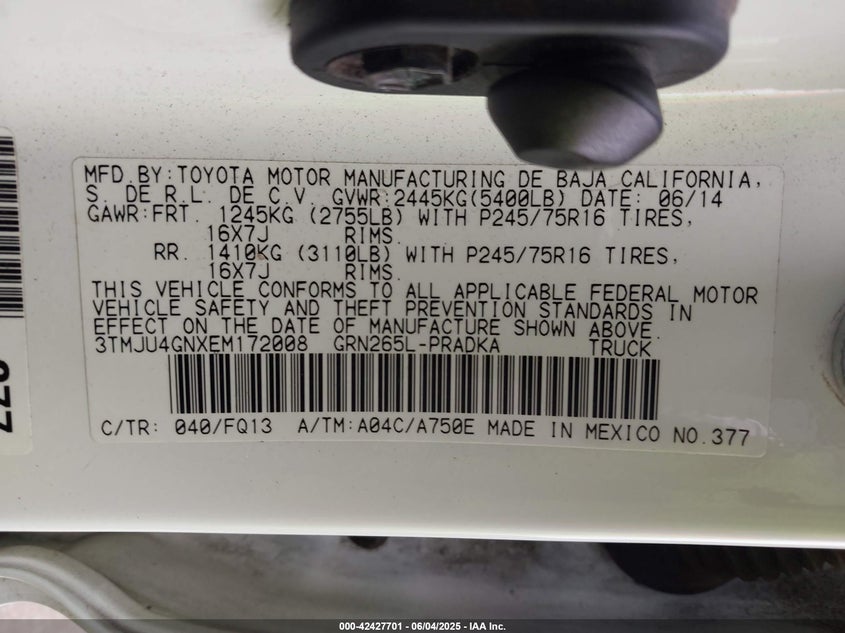 MFD.BY:TOYOTA MOTOR MANUFACTURING DE BAJA CALIFORNIA,
S. DE R.L. DE C.V. GVWR:2445KG(5400LB) DATE: 06/14
GAWR:FRT. 1245KG (2755LB) WITH P245/75R16 TIRES,
16X7J RIMS.
RR. 1410KG (3110LB) WITH P245/75R16 TIRES,
16X7J RIMS.
THIS VEHICLE CONFORMS TO ALL APPLICABLE FEDERAL MOTOR
VEHICLE SAFETY AND THEFT PREVENTION STANDARDS IN
EFFECT ON THE DATE OF MANUFACTURE SHOWN ABOVE.
3TMJU4GNXEM172008 GRN265L-PRADKA TRUCK
C/TR: 040/FQ13 A/TM:A04C/A750E MADE IN MEXICO NO.377
000-42427701 - 06/04/2025 - IAA Inc.